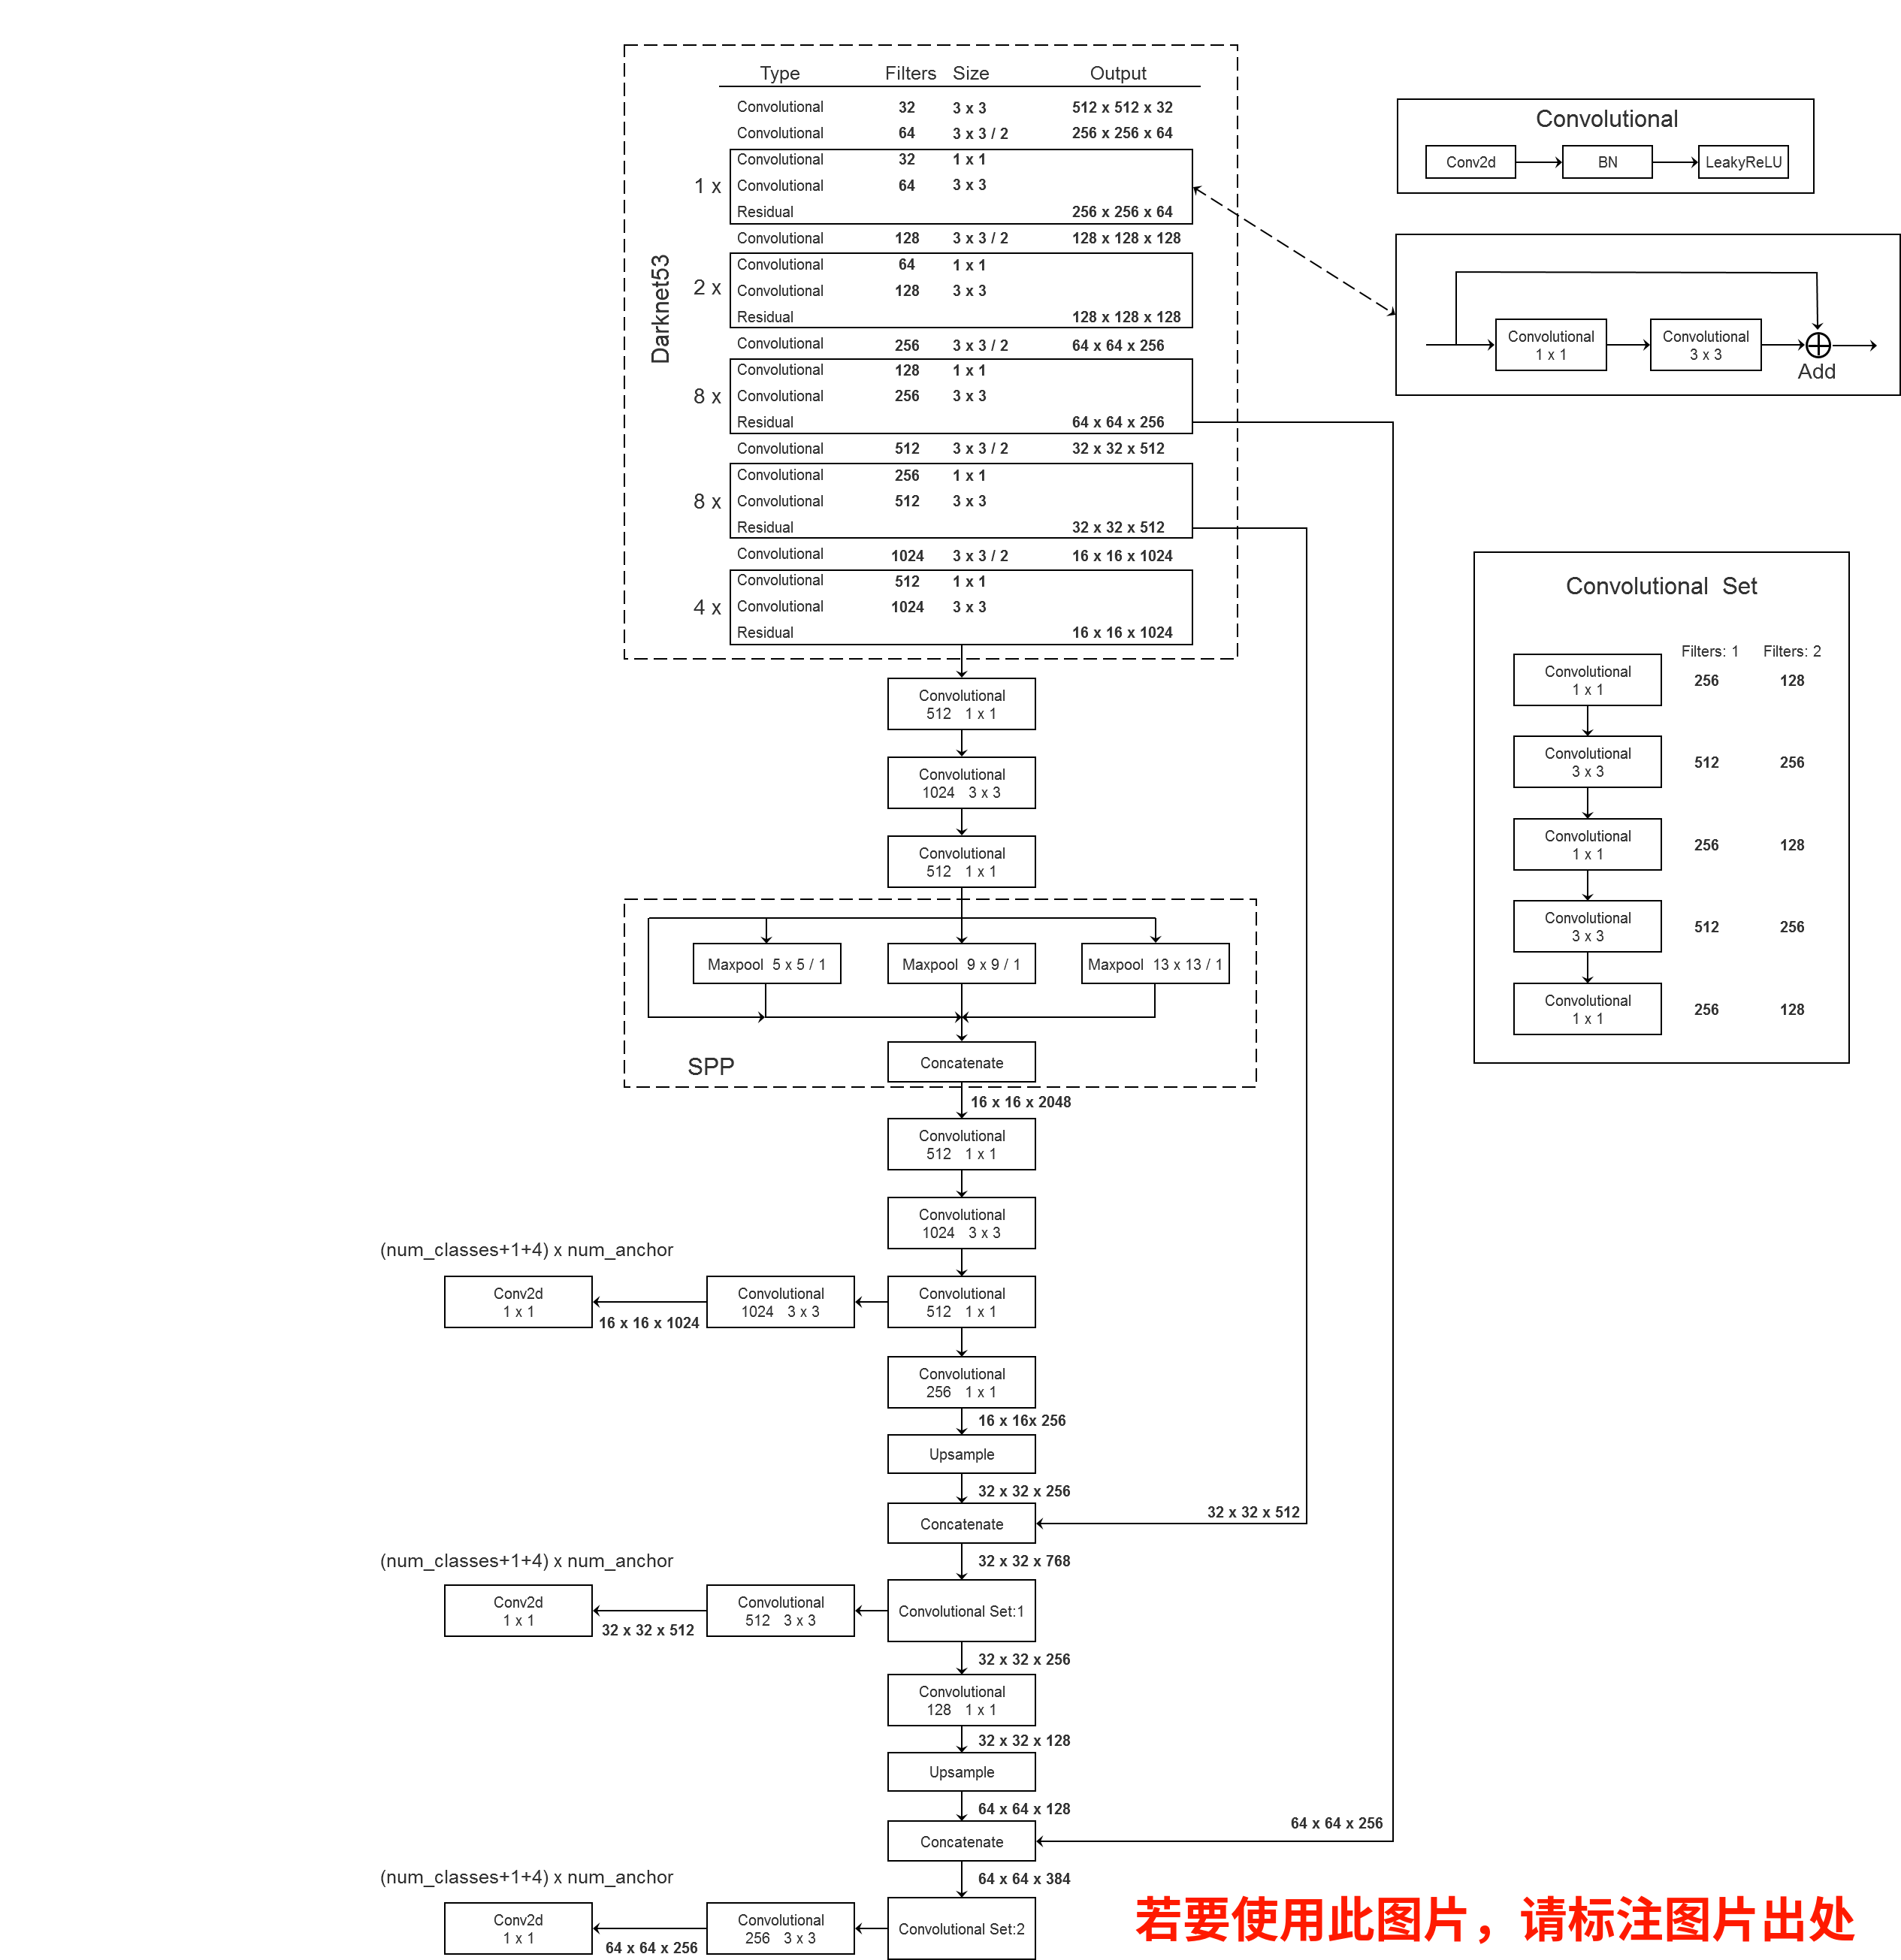 Type Filters Size Output
Convolutional 32 3 x 3 512 x 512 x 32
Convolutional 64 3 x 3 / 2 256 x 256 x 64
Convolutional 32 1 x 1
1 x Convolutional 64 3 x 3
Residual 256 x 256 x 64
Convolutional 128 3 x 3 / 2 128 x 128 x 128
Convolutional 64 1 x 1
2 x Convolutional 128 3 x 3
Residual 128 x 128 x 128
Convolutional 256 3 x 3 / 2 64 x 64 x 256
Convolutional 128 1 x 1
8 x Convolutional 256 3 x 3
Residual 64 x 64 x 256
Convolutional 512 3 x 3 / 2 32 x 32 x 512
Convolutional 256 1 x 1
8 x Convolutional 512 3 x 3
Residual 32 x 32 x 512
Convolutional 1024 3 x 3 / 2 16 x 16 x 1024
Convolutional 512 1 x 1
4 x Convolutional 1024 3 x 3
Residual 16 x 16 x 1024
Darknet53
Convolutional
Conv2d BN LeakyReLU
Convolutional
1 x 1
Convolutional
3 x 3
Add
Convolutional Set
Filters: 1 Filters: 2
Convolutional
1 x 1
256 128
Convolutional
3 x 3
512 256
Convolutional
1 x 1
256 128
Convolutional
3 x 3
512 256
Convolutional
1 x 1
256 128
Convolutional
512 1 x 1
Convolutional
1024 3 x 3
Convolutional
512 1 x 1
Maxpool 5 x 5 / 1
Maxpool 9 x 9 / 1
Maxpool 13 x 13 / 1
SPP
Concatenate
16 x 16 x 2048
Convolutional
512 1 x 1
Convolutional
1024 3 x 3
(num_classes+1+4) x num_anchor
Conv2d
1 x 1
16 x 16 x 1024
Convolutional
1024 3 x 3
Convolutional
512 1 x 1
Convolutional
256 1 x 1
16 x 16x 256
Upsample
32 x 32 x 256
Concatenate
32 x 32 x 512
32 x 32 x 768
(num_classes+1+4) x num_anchor
Conv2d
1 x 1
32 x 32 x 512
Convolutional
512 3 x 3
Convolutional Set:1
32 x 32 x 256
Convolutional
128 1 x 1
32 x 32 x 128
Upsample
64 x 64 x 128
Concatenate
64 x 64 x 256
64 x 64 x 384
(num_classes+1+4) x num_anchor
Conv2d
1 x 1
64 x 64 x 256
Convolutional
256 3 x 3
Convolutional Set:2
若要使用此图片，请标注图片出处